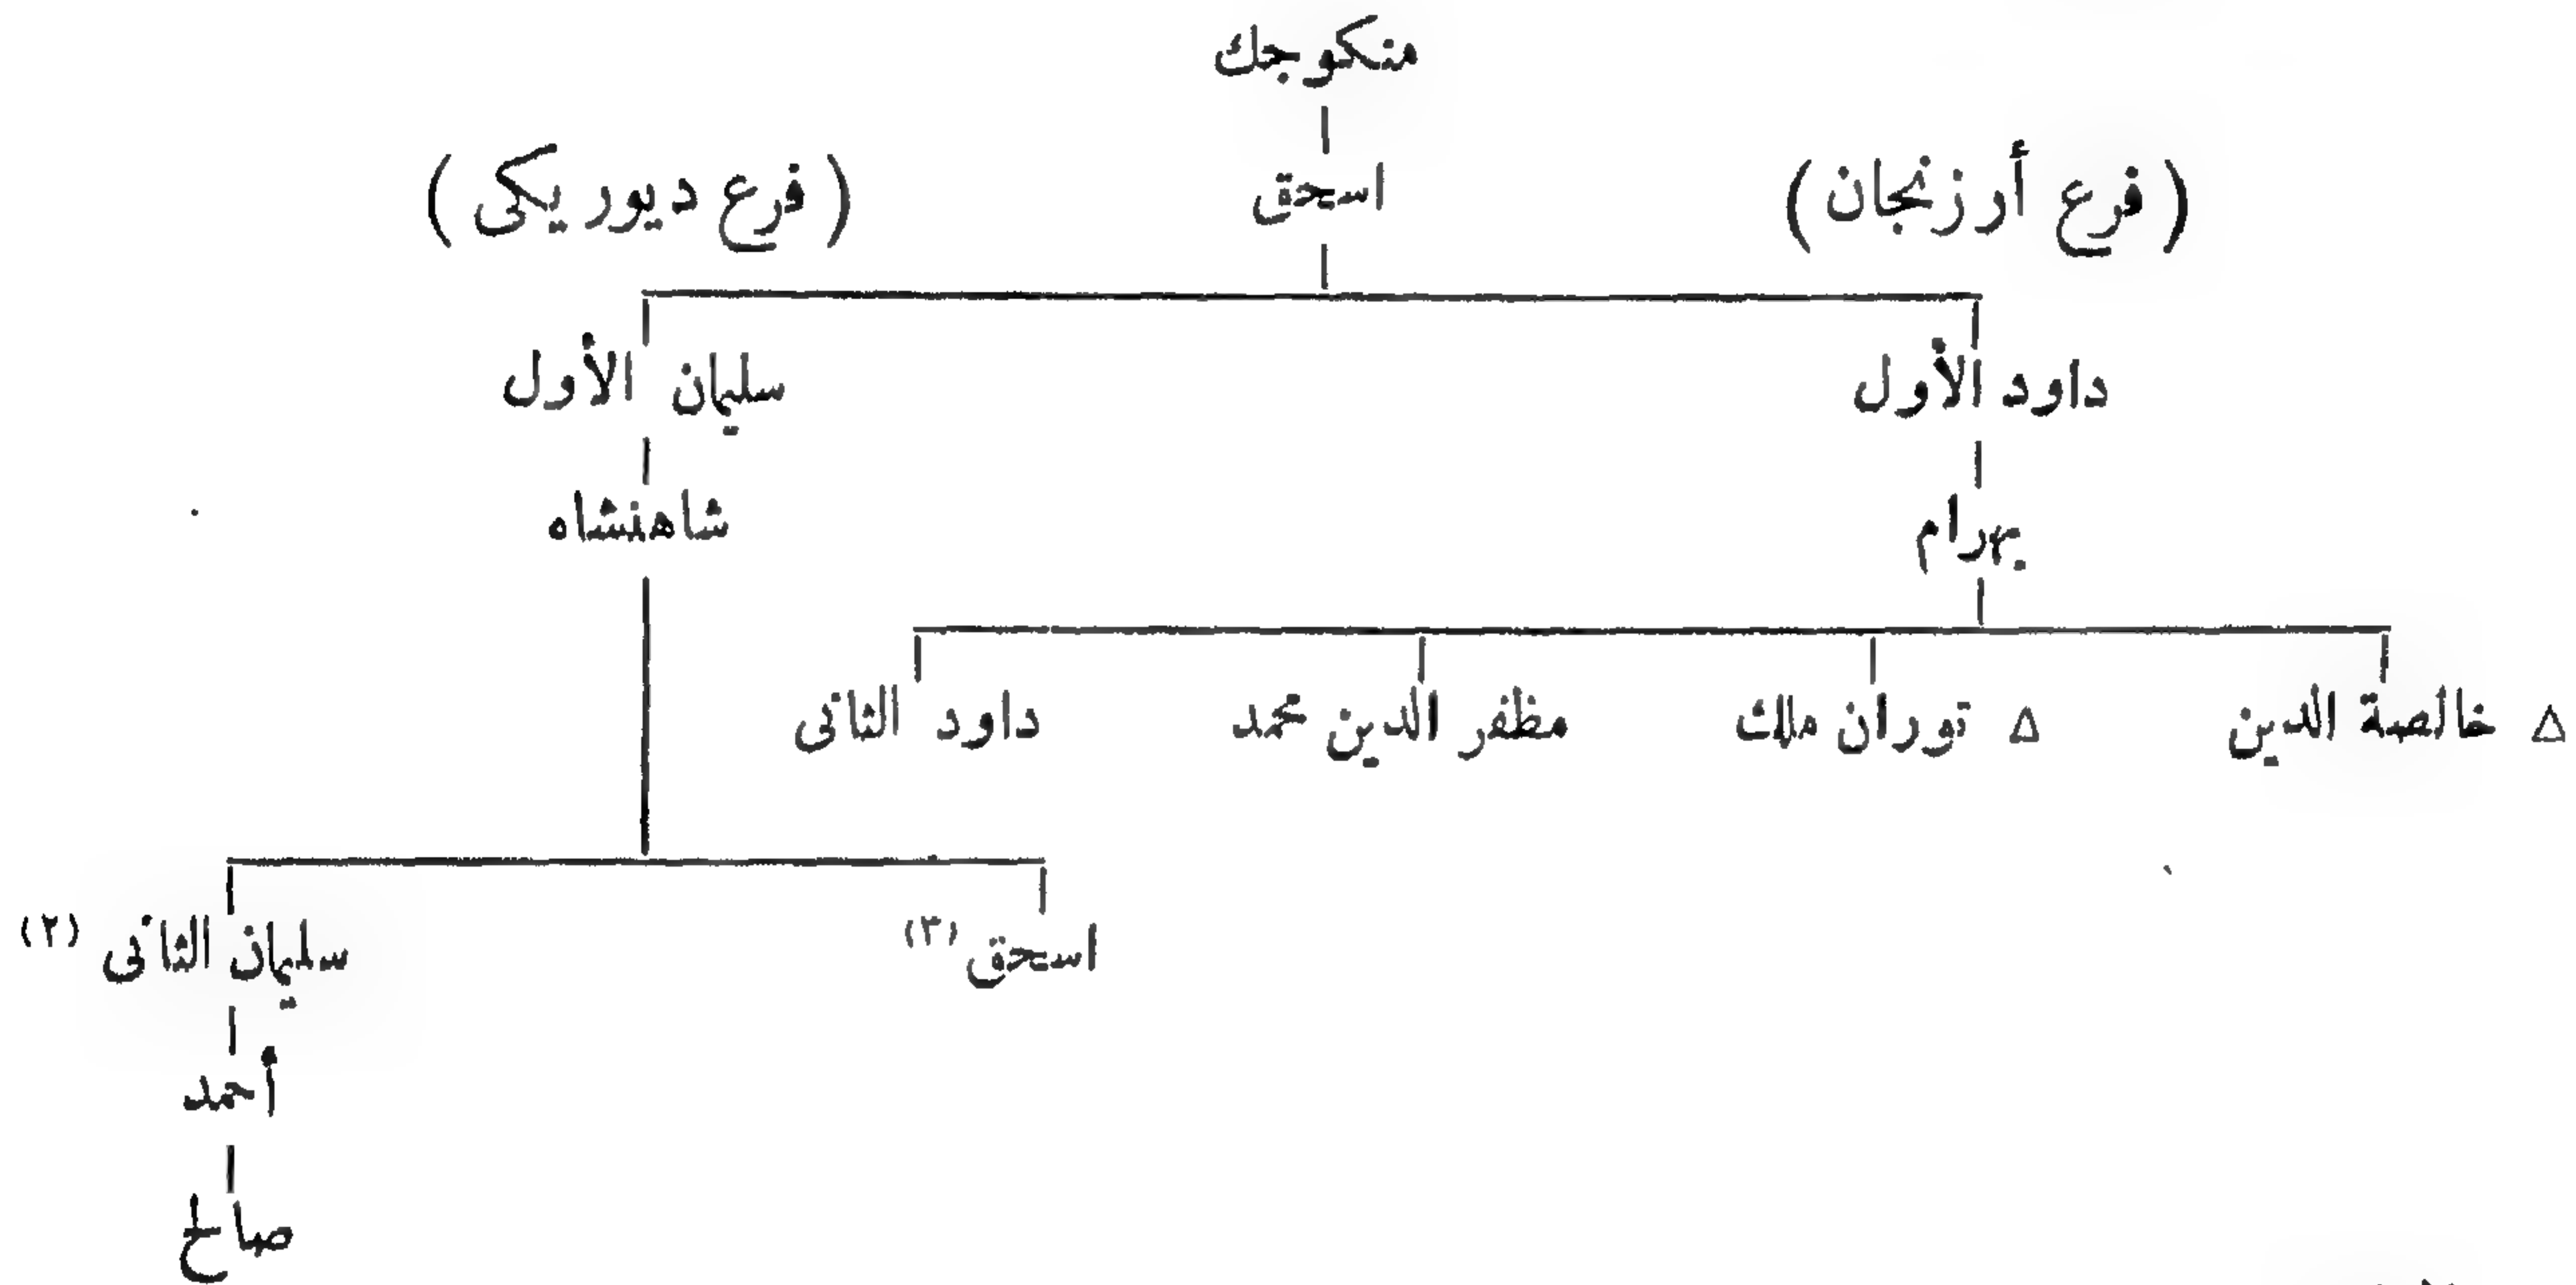 منكوجك
اسحق
( فرع أرزنجان ) ( فرع ديوريكى )
داود الأول سليمان الأول
بهرام شاهنشاه
△ خالصة الدين △ توران ملك مظفر الدين محمد داود الثانى
اسحق (٣) سليمان الثانى (٢)
أحمد
صالح